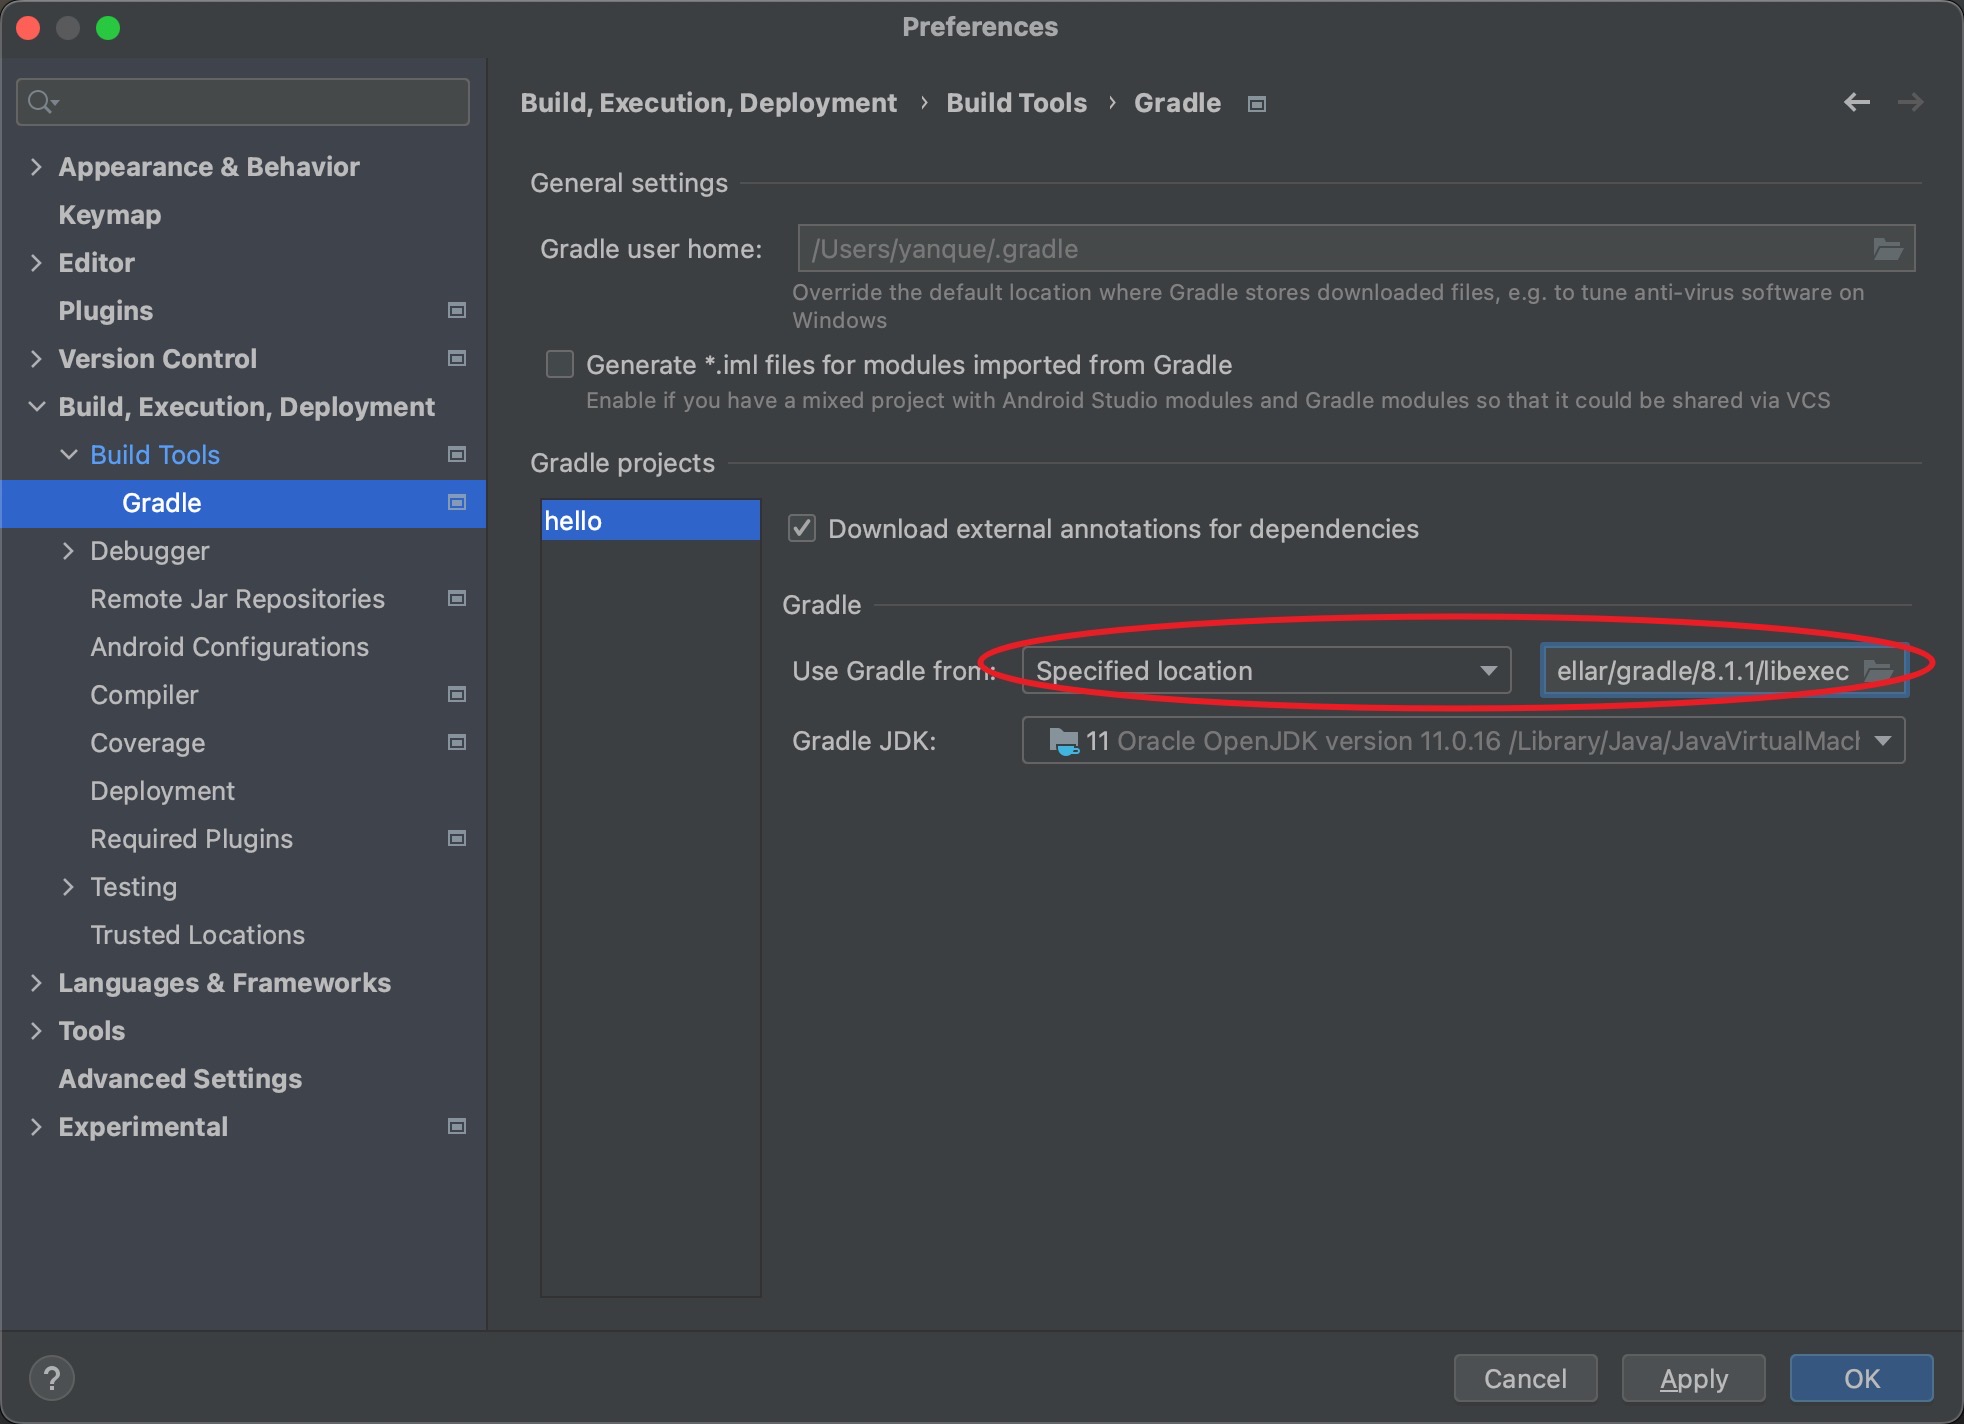 Preferences
Appearance & Behavior
Keymap
Editor
Plugins
Version Control
Build, Execution, Deployment
Build Tools
Gradle
Debugger
Remote Jar Repositories
Android Configurations
Compiler
Coverage
Deployment
Required Plugins
Testing
Trusted Locations
Languages & Frameworks
Tools
Advanced Settings
Experimental
Build, Execution, Deployment › Build Tools › Gradle
General settings
Gradle user home: /Users/yanque/.gradle
Override the default location where Gradle stores downloaded files, e.g. to tune anti-virus software on
Windows
Generate *.iml files for modules imported from Gradle
Enable if you have a mixed project with Android Studio modules and Gradle modules so that it could be shared via VCS
Gradle projects
hello
Download external annotations for dependencies
Gradle
Use Gradle from: Specified location ellar/gradle/8.1.1/libexec
Gradle JDK: 11 Oracle OpenJDK version 11.0.16 /Library/Java/JavaVirtualMach
? Cancel Apply OK